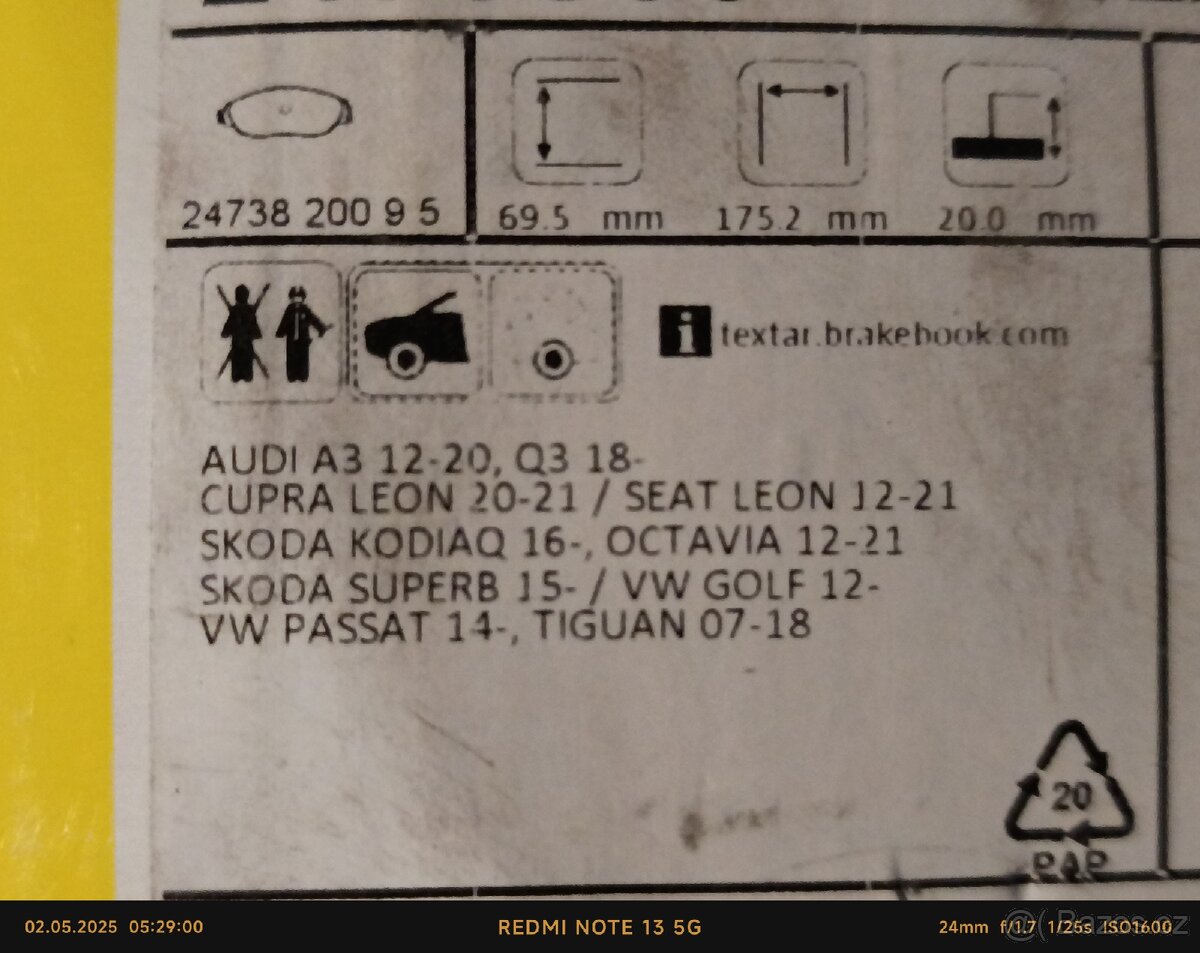 24738 200 9 5
69.5 mm
175.2 mm
20.0 mm
i textar.brakebook.com
AUDI A3 12-20, Q3 18-
CUPRA LEON 20-21 / SEAT LEON 12-21
SKODA KODIAQ 16-, OCTAVIA 12-21
SKODA SUPERB 15- / VW GOLF 12-
VW PASSAT 14-, TIGUAN 07-18
20
PAP
02.05.2025 05:29:00
REDMI NOTE 13 5G
24mm f/1.7 1/25s ISO1600
Bazos.cz